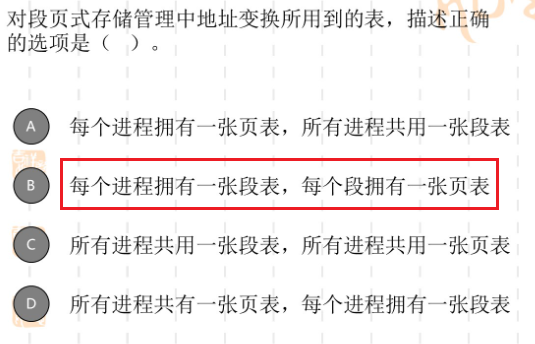 对段页式存储管理中地址变换所用到的表，描述正确
的选项是（ ）。
A 每个进程拥有一张页表，所有进程共用一张段表
B 每个进程拥有一张段表，每个段拥有一张页表
C 所有进程共用一张段表，所有进程共用一张页表
D 所有进程共有一张页表，每个进程拥有一张段表